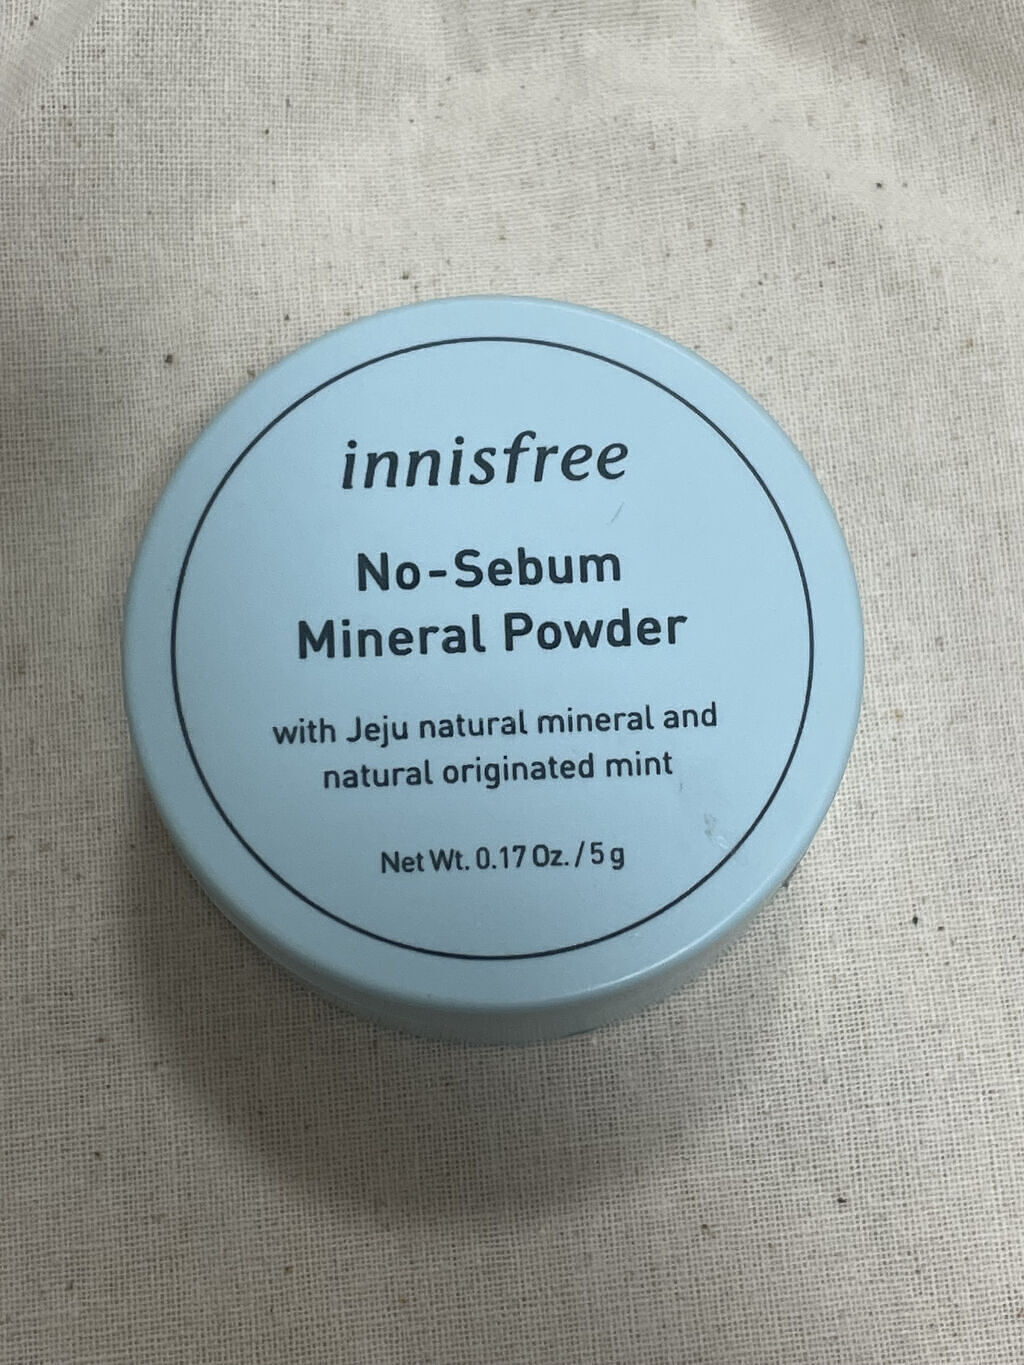 innisfree
No-Sebum
Mineral Powder
with Jeju natural mineral and
natural originated mint
Net Wt. 0.17 Oz. / 5 g